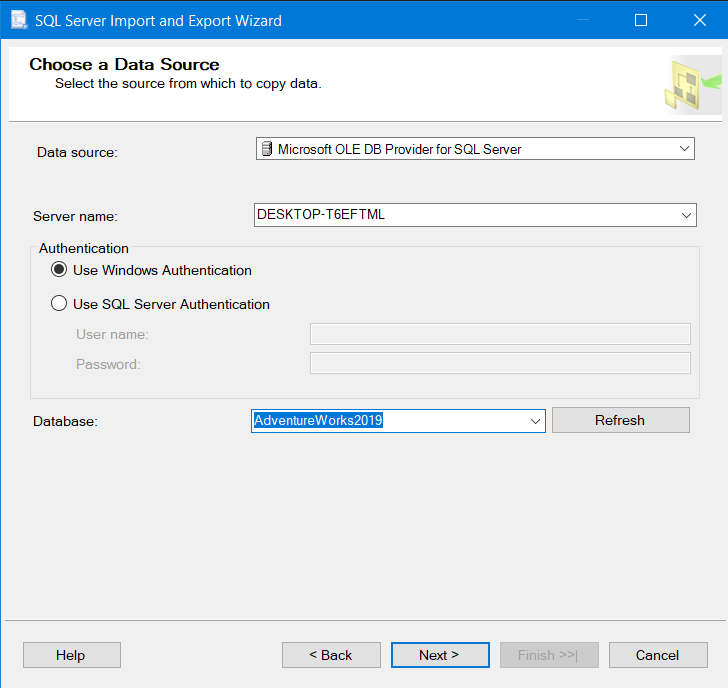 SQL Server Import and Export Wizard
Choose a Data Source
Select the source from which to copy data.
Data source: Microsoft OLE DB Provider for SQL Server
Server name: DESKTOP-T6EFTML
Authentication
Use Windows Authentication
Use SQL Server Authentication
User name:
Password:
Database: AdventureWorks2019 Refresh
Help < Back Next > Finish >>| Cancel